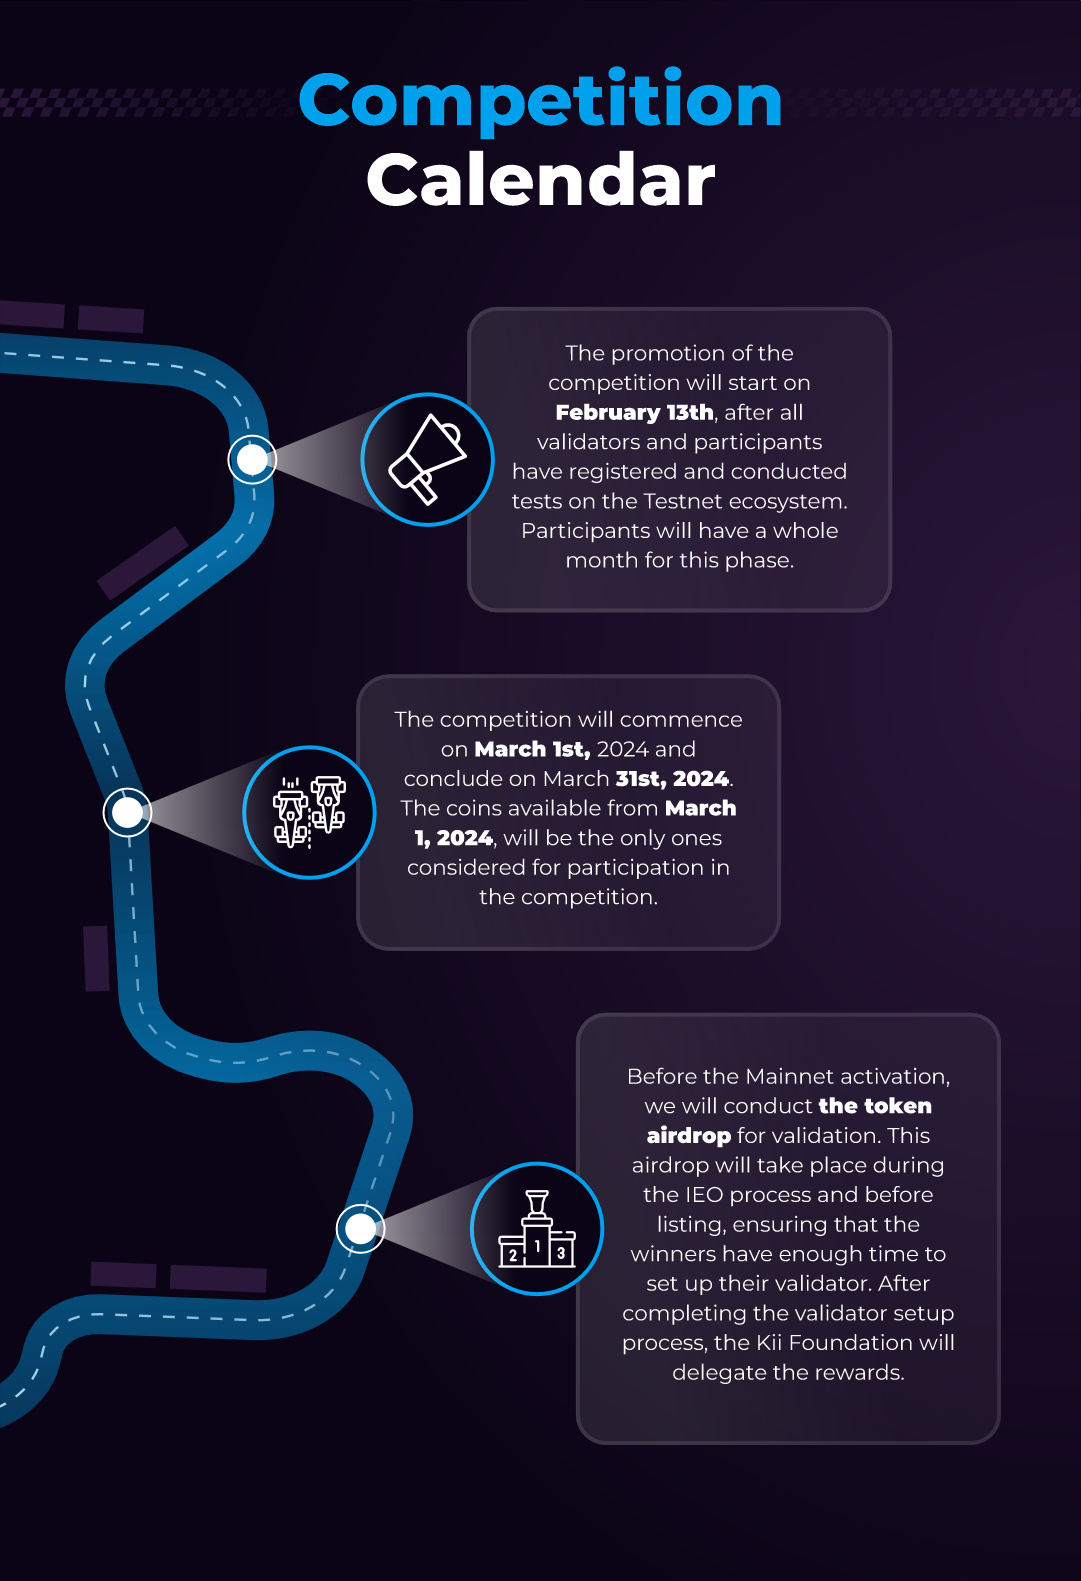 Competition
Calendar
The promotion of the
competition will start on
February 13th, after all
validators and participants
have registered and conducted
tests on the Testnet ecosystem.
Participants will have a whole
month for this phase.
The competition will commence
on March 1st, 2024 and
conclude on March 31st, 2024.
The coins available from March
1, 2024, will be the only ones
considered for participation in
the competition.
Before the Mainnet activation,
we will conduct the token
airdrop for validation. This
airdrop will take place during
the IEO process and before
listing, ensuring that the
winners have enough time to
set up their validator. After
completing the validator setup
process, the Kii Foundation will
delegate the rewards.
2 1 3